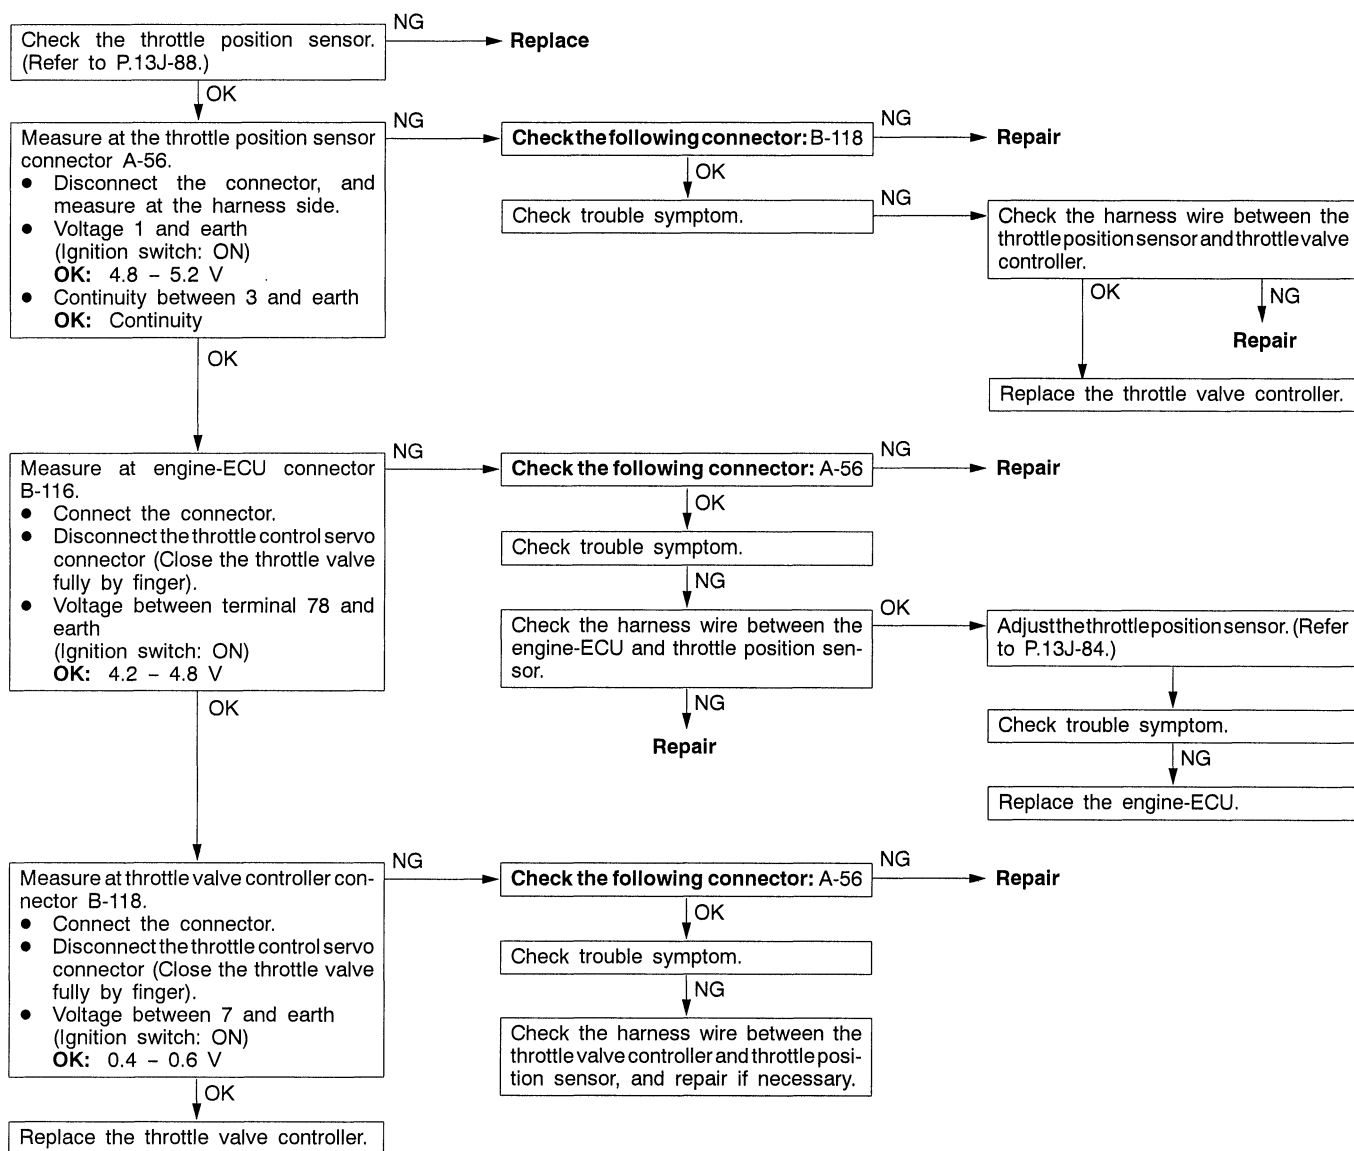 Check the throttle position sensor.
(Refer to P.13J-88.)
NG
Replace
OK
Measure at the throttle position sensor
connector A-56.
● Disconnect the connector, and
measure at the harness side.
● Voltage 1 and earth
(Ignition switch: ON)
OK: 4.8 – 5.2 V
● Continuity between 3 and earth
OK: Continuity
NG
Check the following connector: B-118
NG
Repair
OK
Check trouble symptom.
NG
Check the harness wire between the
throttle position sensor and throttle valve
controller.
OK
NG
Repair
Replace the throttle valve controller.
OK
Measure at engine-ECU connector
B-116.
● Connect the connector.
● Disconnect the throttle control servo
connector (Close the throttle valve
fully by finger).
● Voltage between terminal 78 and
earth
(Ignition switch: ON)
OK: 4.2 – 4.8 V
NG
Check the following connector: A-56
NG
Repair
OK
Check trouble symptom.
NG
Check the harness wire between the
engine-ECU and throttle position sen-
sor.
OK
Adjust the throttle position sensor. (Refer
to P.13J-84.)
NG
Repair
Check trouble symptom.
NG
Replace the engine-ECU.
OK
Measure at throttle valve controller con-
nector B-118.
● Connect the connector.
● Disconnect the throttle control servo
connector (Close the throttle valve
fully by finger).
● Voltage between 7 and earth
(Ignition switch: ON)
OK: 0.4 – 0.6 V
NG
Check the following connector: A-56
NG
Repair
OK
Check trouble symptom.
NG
Check the harness wire between the
throttle valve controller and throttle posi-
tion sensor, and repair if necessary.
OK
Replace the throttle valve controller.